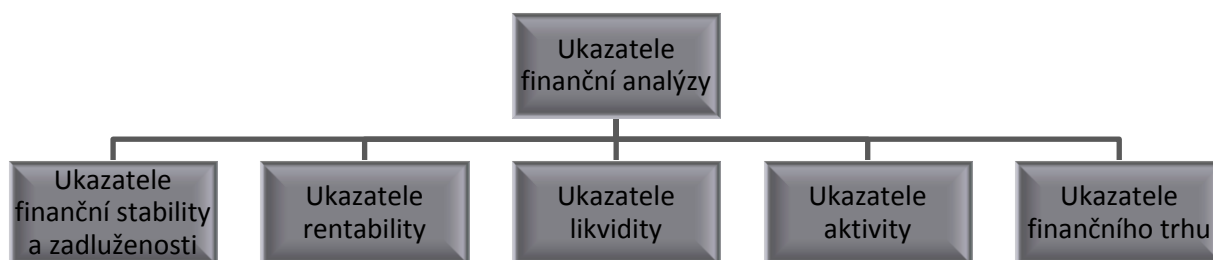 Ukazatele
finanční analýzy
Ukazatele
finanční stability
a zadluženosti
Ukazatele
rentability
Ukazatele
likvidity
Ukazatele
aktivity
Ukazatele
finančního trhu